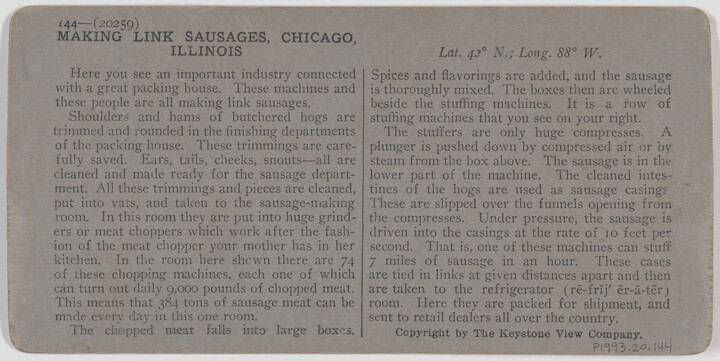 144—(20259)
MAKING LINK SAUSAGES, CHICAGO,
ILLINOIS
Here you see an important industry connected
with a great packing house. These machines and
these people are all making link sausages.
Shoulders and hams of butchered hogs are
trimmed and rounded in the finishing departments
of the packing house. These trimmings are care-
fully saved. Ears, tails, cheeks, snouts—all are
cleaned and made ready for the sausage depart-
ment. All these trimmings and pieces are cleaned,
put into vats, and taken to the sausage-making
room. In this room they are put into huge grind-
ers or meat choppers which work after the fash-
ion of the meat chopper your mother has in her
kitchen. In the room here shown there are 74
of these chopping machines, each one of which
can turn out daily 9,000 pounds of chopped meat.
This means that 384 tons of sausage meat can be
made every day in this one room.
The chopped meat falls into large boxes.
Lat. 42° N.; Long. 88° W.
Spices and flavorings are added, and the sausage
is thoroughly mixed. The boxes then are wheeled
beside the stuffing machines. It is a row of
stuffing machines that you see on your right.
The stuffers are only huge compresses. A
plunger is pushed down by compressed air or by
steam from the box above. The sausage is in the
lower part of the machine. The cleaned intes-
tines of the hogs are used as sausage casings
These are slipped over the funnels opening from
the compresses. Under pressure, the sausage is
driven into the casings at the rate of 10 feet per
second. That is, one of these machines can stuff
7 miles of sausage in an hour. These cases
are tied in links at given distances apart and then
are taken to the refrigerator (rē-frĭj′ ēr-ā-tēr)
room. Here they are packed for shipment, and
sent to retail dealers all over the country.
Copyright by The Keystone View Company.
P1993.20.144